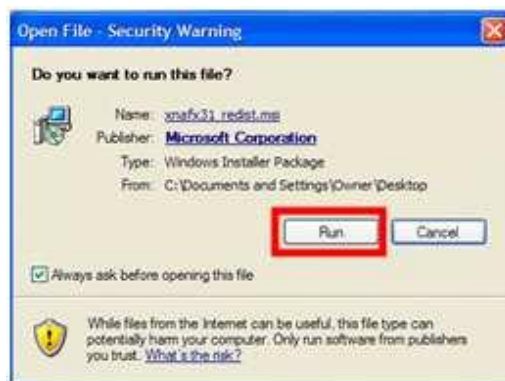 Open File - Security Warning
Do you want to run this file?
Name: xnafx31_redist.msi
Publisher: Microsoft Corporation
Type: Windows Installer Package
From: C:\Documents and Settings\Owner\Desktop
Run Cancel
Always ask before opening this file
While files from the Internet can be useful, this file type can
potentially harm your computer. Only run software from publishers
you trust. What's the risk?